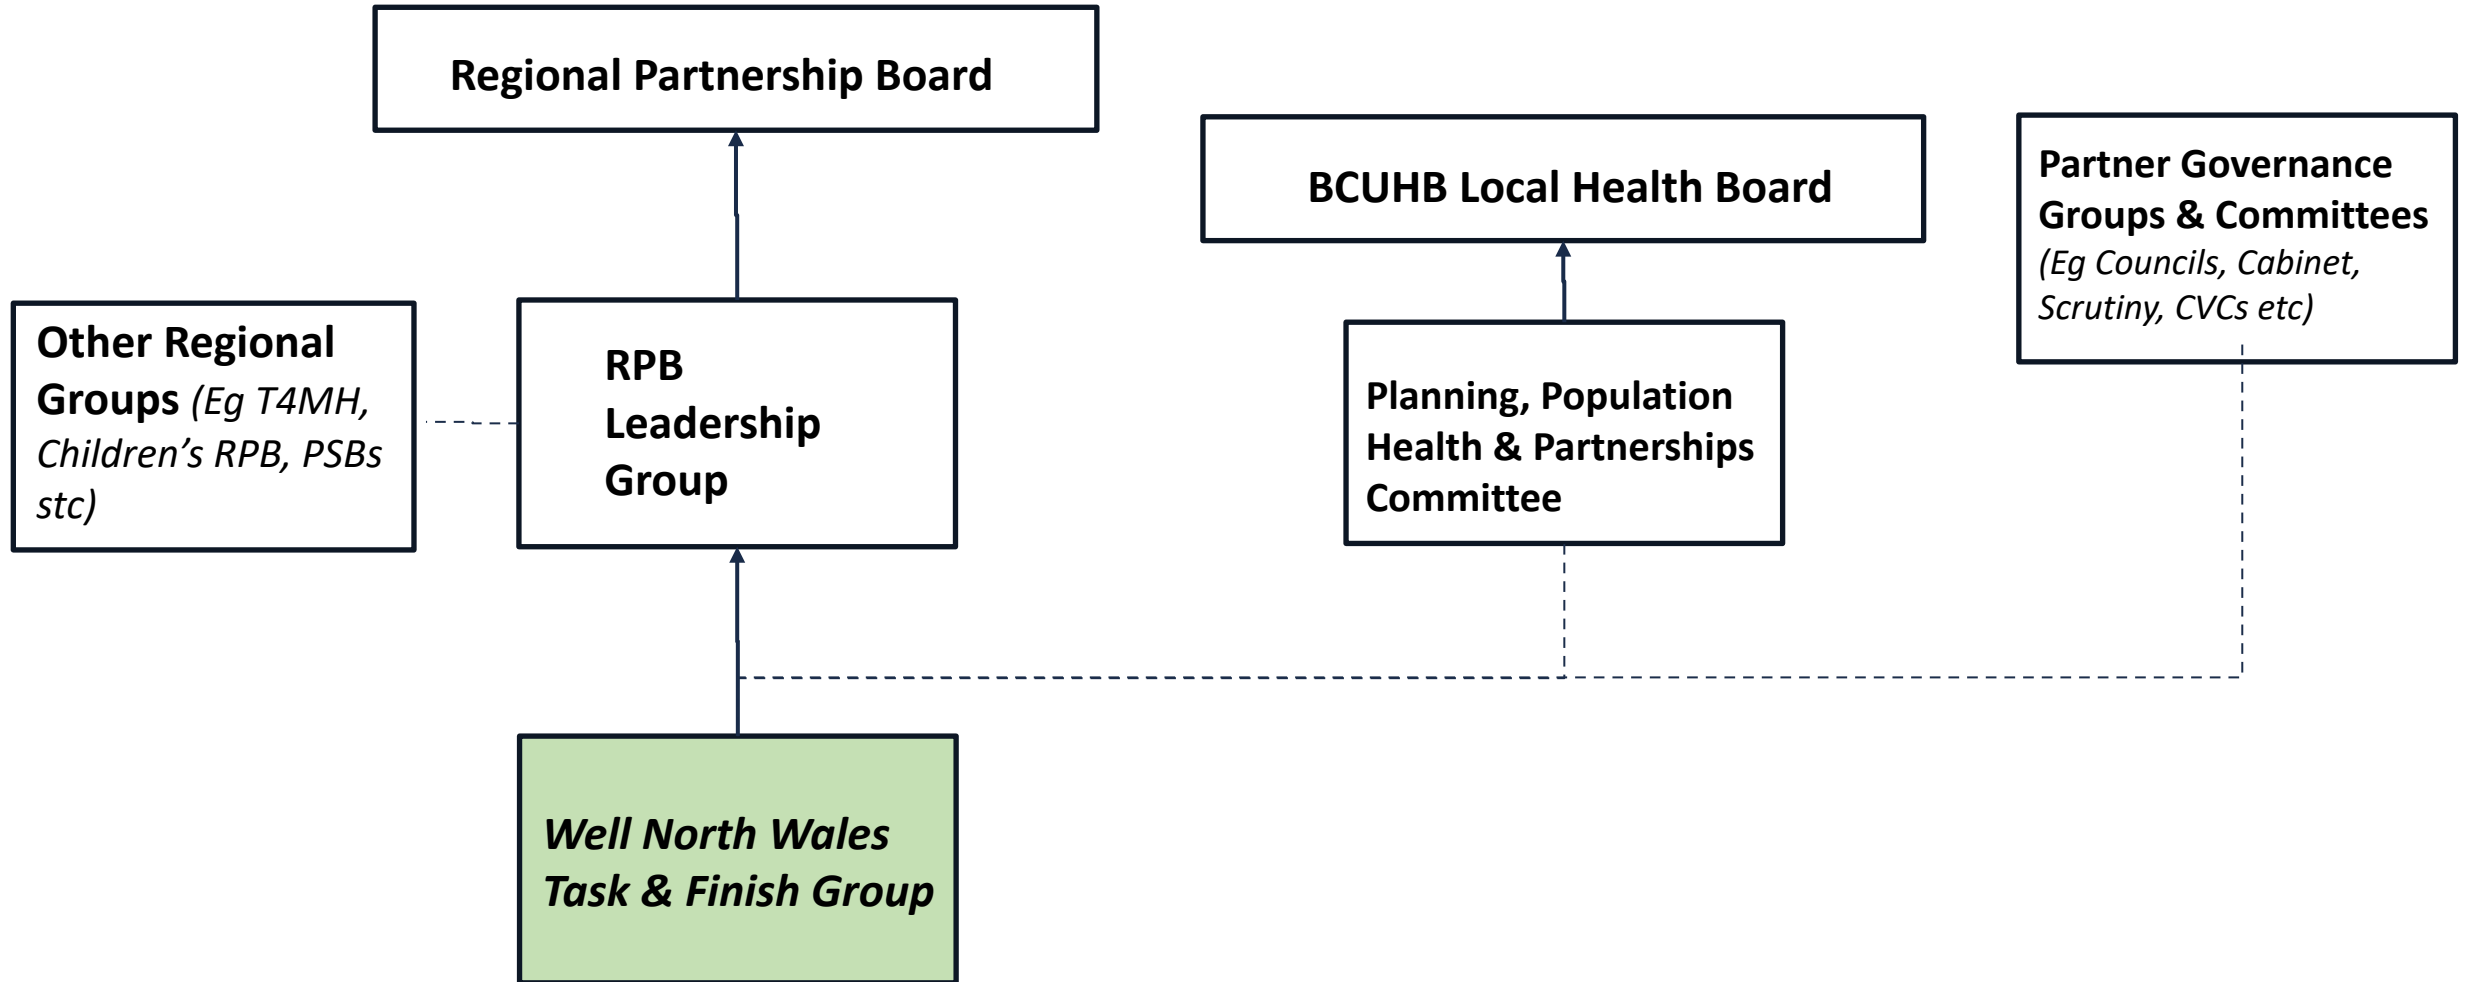 Regional Partnership Board
BCUHB Local Health Board
Partner Governance
Groups & Committees
(Eg Councils, Cabinet,
Scrutiny, CVCs etc)
Other Regional
Groups (Eg T4MH,
Children’s RPB, PSBs
stc)
RPB
Leadership
Group
Planning, Population
Health & Partnerships
Committee
Well North Wales
Task & Finish Group